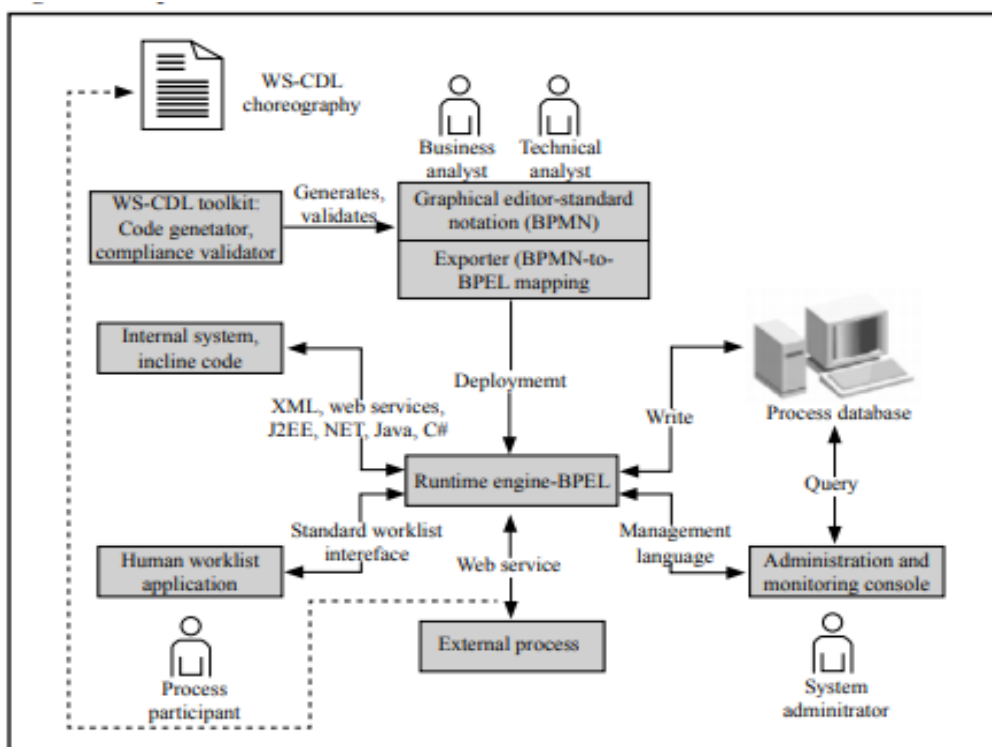 WS-CDL
choreography
Business
analyst
Technical
analyst
Generates,
validates
WS-CDL toolkit:
Code genetator,
compliance validator
Graphical editor-standard
notation (BPMN)
Exporter (BPMN-to-
BPEL mapping
Internal system,
incline code
Deploymemt
XML, web services,
J2EE, NET, Java, C#
Write
Process database
Runtime engine-BPEL
Query
Standard worklist
intereface
Web service
Management
language
Human worklist
application
Administration and
monitoring console
External process
Process
participant
System
adminitrator